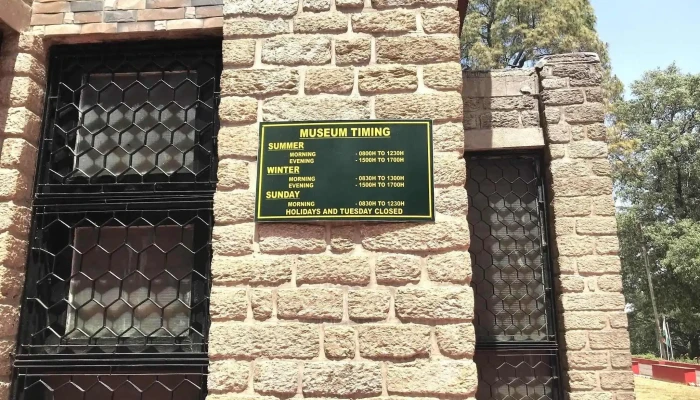 MUSEUM TIMING
SUMMER
MORNING - 0800H TO 1230H
EVENING - 1500H TO 1700H
WINTER
MORNING - 0830H TO 1300H
EVENING - 1500H TO 1700H
SUNDAY
MORNING - 0830H TO 1230H
HOLIDAYS AND TUESDAY CLOSED